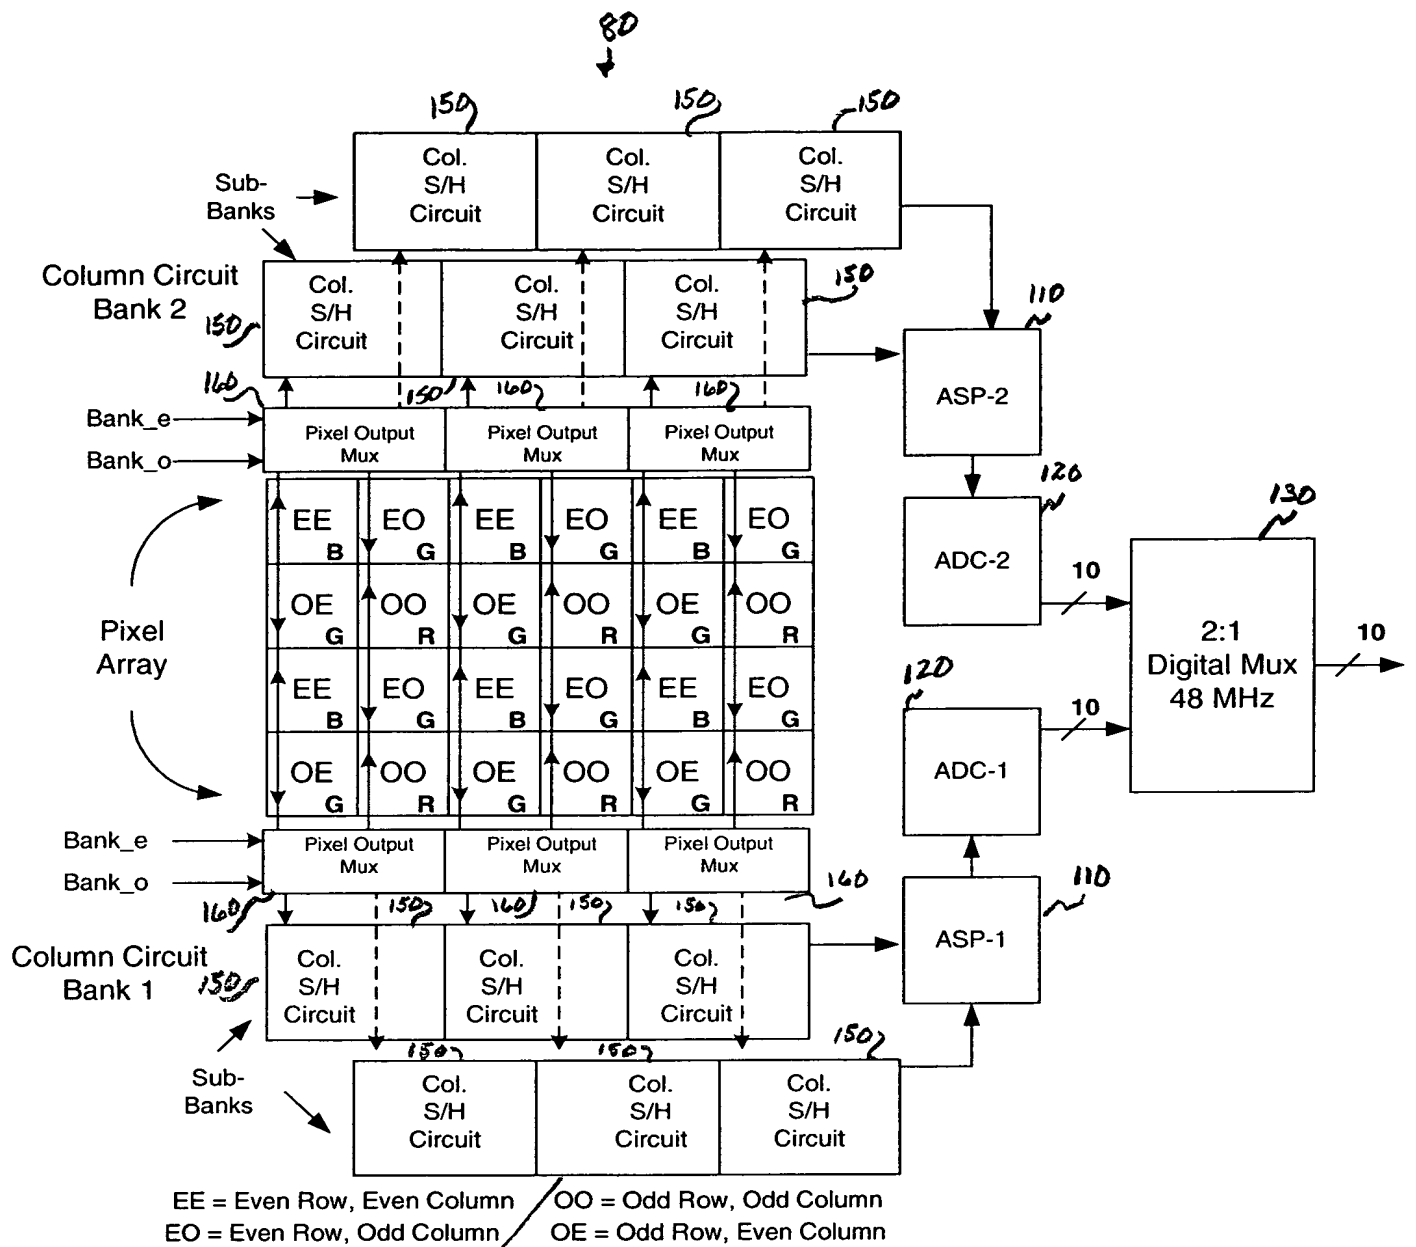 80
150 150 150
Col. S/H Circuit Col. S/H Circuit Col. S/H Circuit
Sub-Banks
Column Circuit Bank 2
150
Col. S/H Circuit Col. S/H Circuit Col. S/H Circuit
150
110
160 150 160 160
ASP-2
Bank_e
Bank_o
Pixel Output Mux Pixel Output Mux Pixel Output Mux
120
130
EE B EO G EE B EO G EE B EO G
ADC-2
10
OE G OO R OE G OO R OE G OO R
2:1 Digital Mux 48 MHz
10
Pixel Array
120
EE B EO G EE B EO G EE B EO G
10
ADC-1
OE G OO R OE G OO R OE G OO R
Bank_e
Bank_o
Pixel Output Mux Pixel Output Mux Pixel Output Mux
160 150 160 150 150 160
110
ASP-1
Column Circuit Bank 1
150
Col. S/H Circuit Col. S/H Circuit Col. S/H Circuit
150 150 150
Sub-Banks
Col. S/H Circuit Col. S/H Circuit Col. S/H Circuit
EE = Even Row, Even Column OO = Odd Row, Odd Column
EO = Even Row, Odd Column OE = Odd Row, Even Column